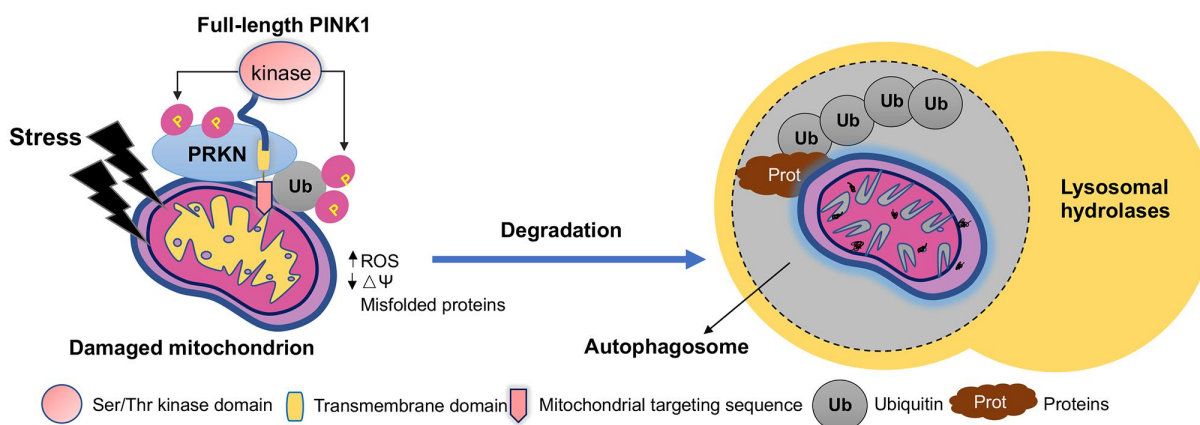 Full-length PINK1
kinase
P
P
Stress
PRKN
Ub
P
P
ROS
△Ψ
Misfolded proteins
Damaged mitochondrion
Degradation
Ub
Ub
Ub
Ub
Prot
Lysosomal
hydrolases
Autophagosome
Ser/Thr kinase domain
Transmembrane domain
Mitochondrial targeting sequence
Ub
Ubiquitin
Prot
Proteins